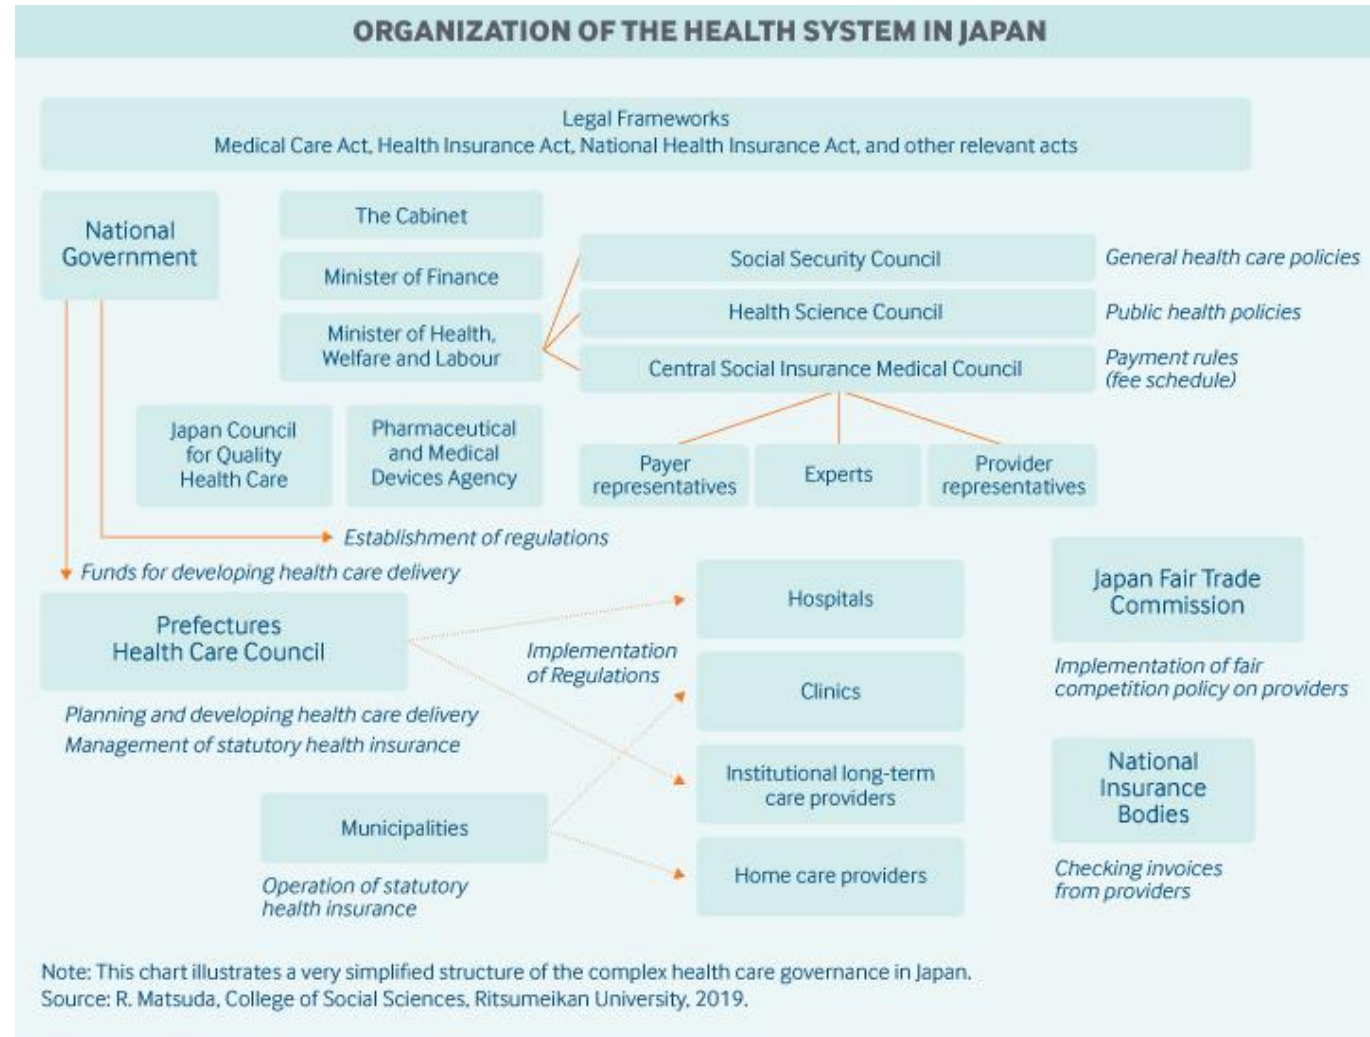 ORGANIZATION OF THE HEALTH SYSTEM IN JAPAN
Legal Frameworks
Medical Care Act, Health Insurance Act, National Health Insurance Act, and other relevant acts
National
Government
The Cabinet
Minister of Finance
Minister of Health,
Welfare and Labour
Social Security Council
General health care policies
Health Science Council
Public health policies
Central Social Insurance Medical Council
Payment rules
(fee schedule)
Japan Council
for Quality
Health Care
Pharmaceutical
and Medical
Devices Agency
Payer
representatives
Experts
Provider
representatives
Establishment of regulations
Funds for developing health care delivery
Prefectures
Health Care Council
Planning and developing health care delivery
Management of statutory health insurance
Implementation
of Regulations
Municipalities
Operation of statutory
health insurance
Hospitals
Clinics
Institutional long-term
care providers
Home care providers
Japan Fair Trade
Commission
Implementation of fair
competition policy on providers
National
Insurance
Bodies
Checking invoices
from providers
Note: This chart illustrates a very simplified structure of the complex health care governance in Japan.
Source: R. Matsuda, College of Social Sciences, Ritsumeikan University, 2019.